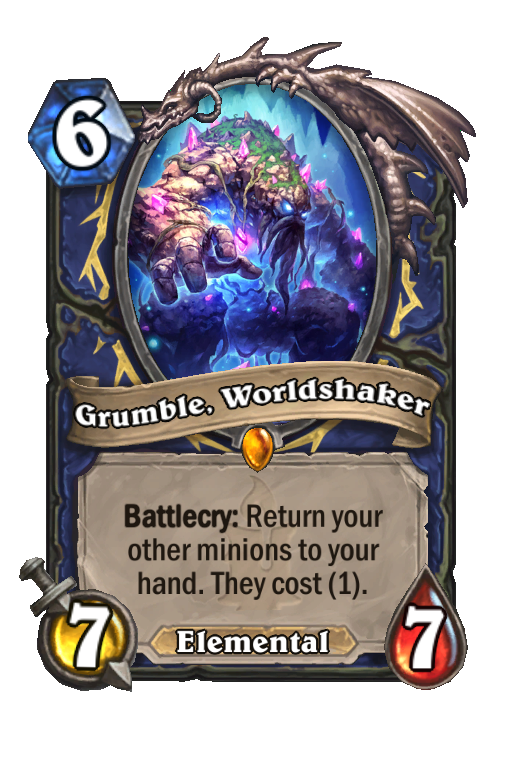 6
Grumble, Worldshaker
Battlecry: Return your
other minions to your
hand. They cost (1).
7
Elemental
7